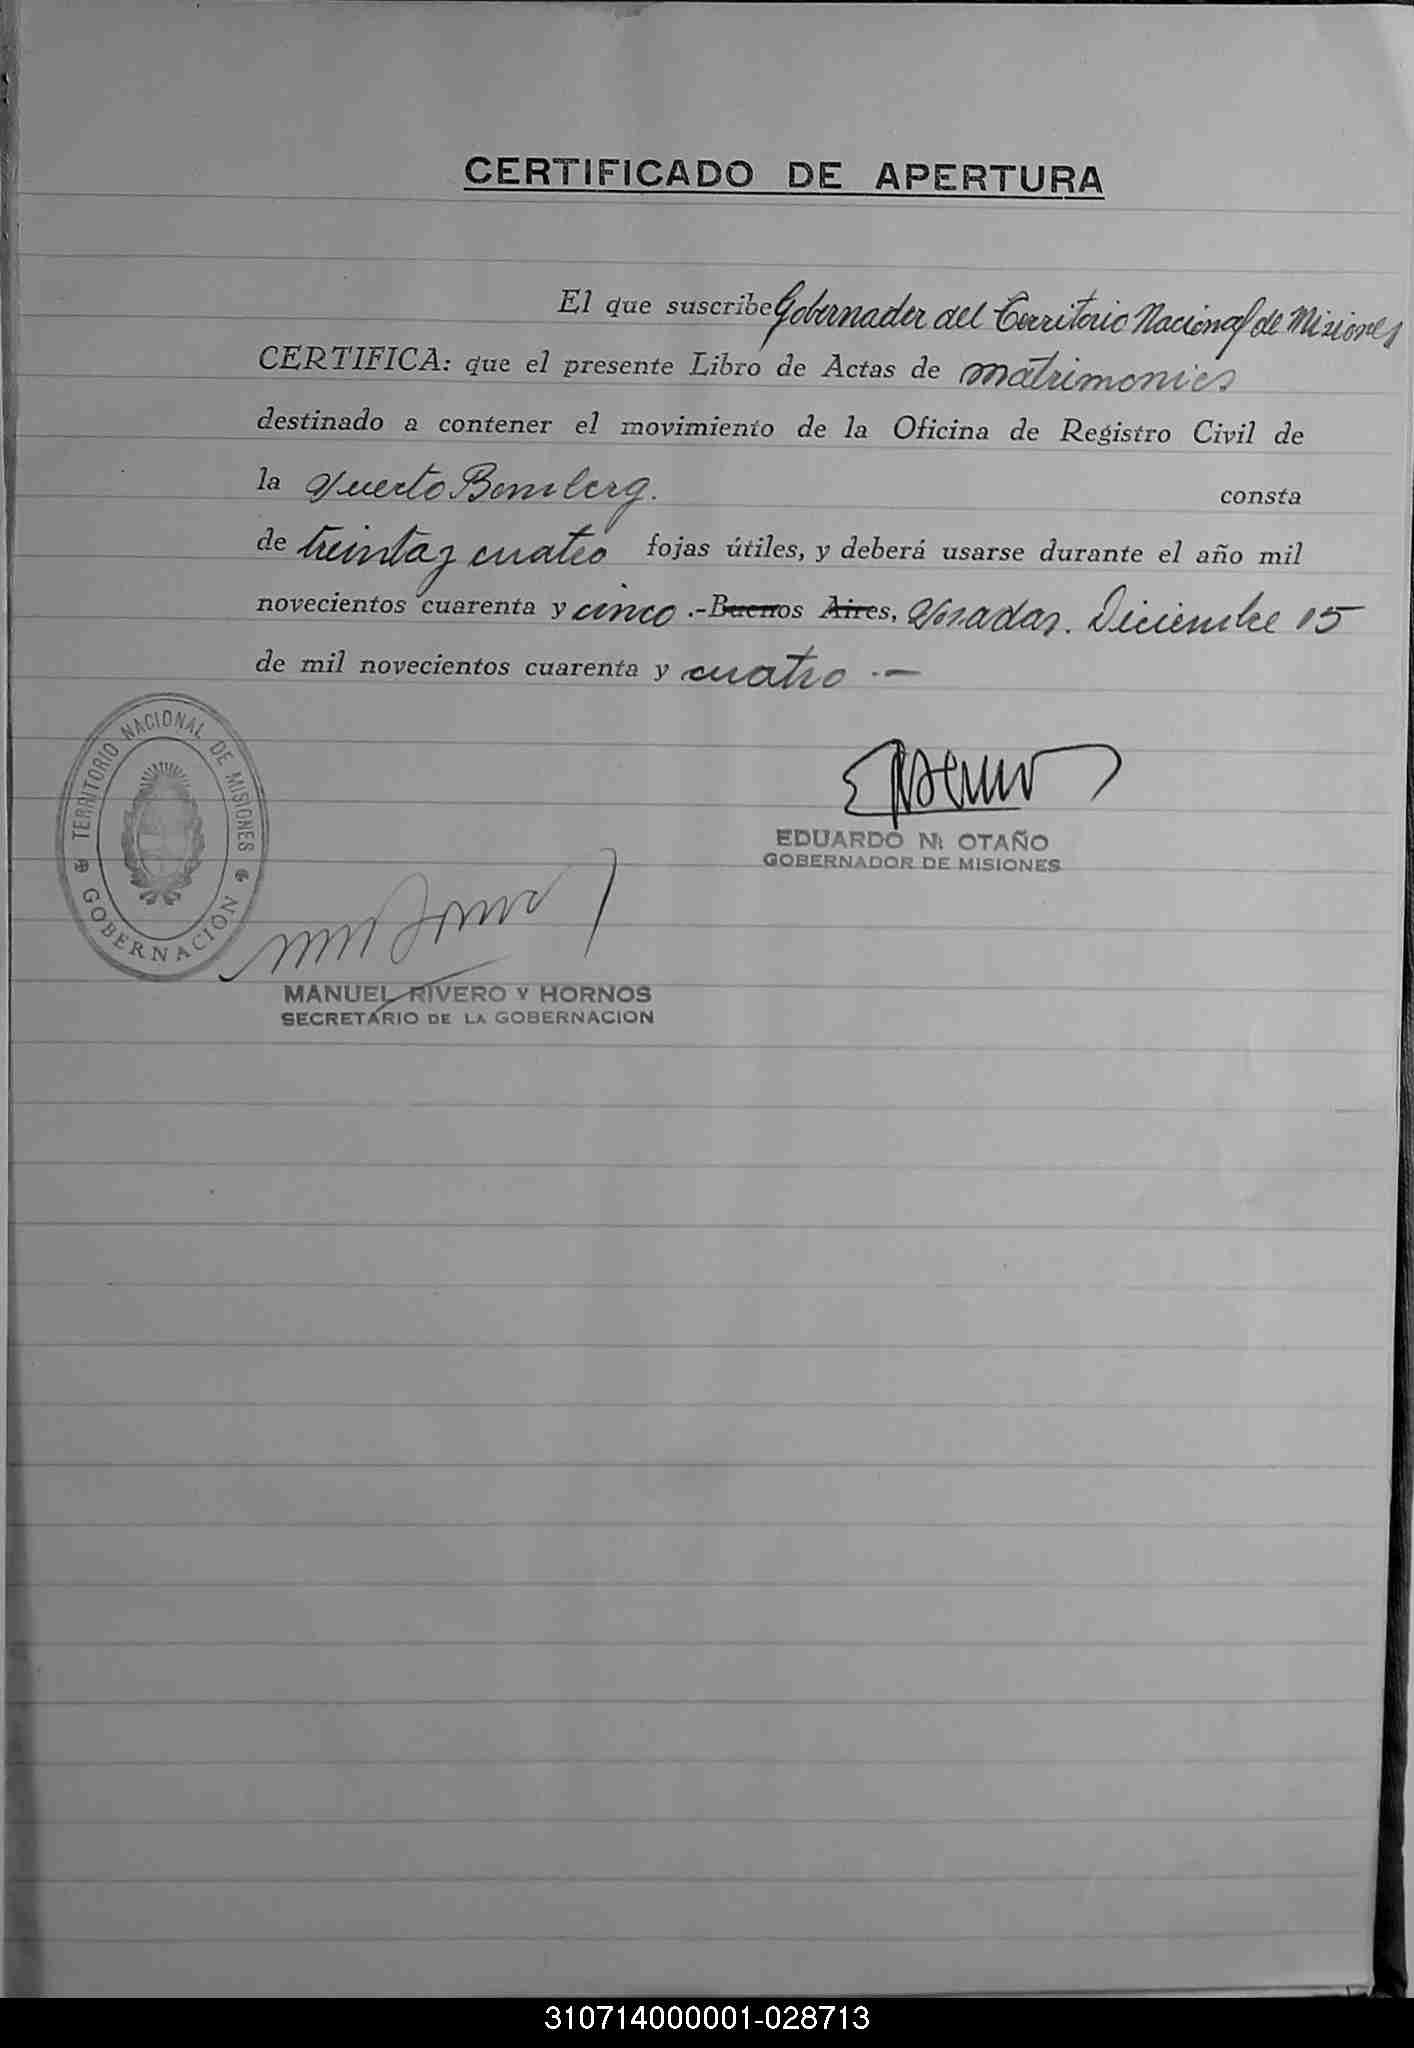 CERTIFICADO DE APERTURA
El que suscribe Gobernador del Territorio Nacional de Misiones
CERTIFICA: que el presente Libro de Actas de matrimonios
destinado a contener el movimiento de la Oficina de Registro Civil de
la Puerto Bemberg. consta
de treinta y cuatro fojas útiles, y deberá usarse durante el año mil
novecientos cuarenta y cinco .-Buenos Aires, Posadas. Diciembre 15
de mil novecientos cuarenta y cuatro .-
TERRITORIO NACIONAL DE MISIONES
GOBERNACIÓN
EDUARDO N. OTAÑO
GOBERNADOR DE MISIONES
MANUEL RIVERO Y HORNOS
SECRETARIO DE LA GOBERNACION
310714000001-028713